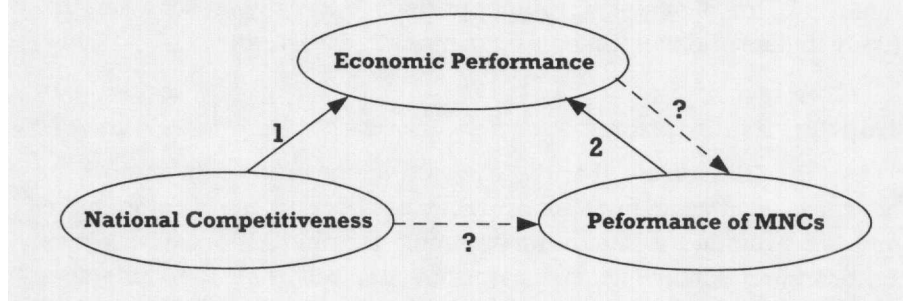 Economic Performance
?
1
2
National Competitiveness
Peformance of MNCs
?